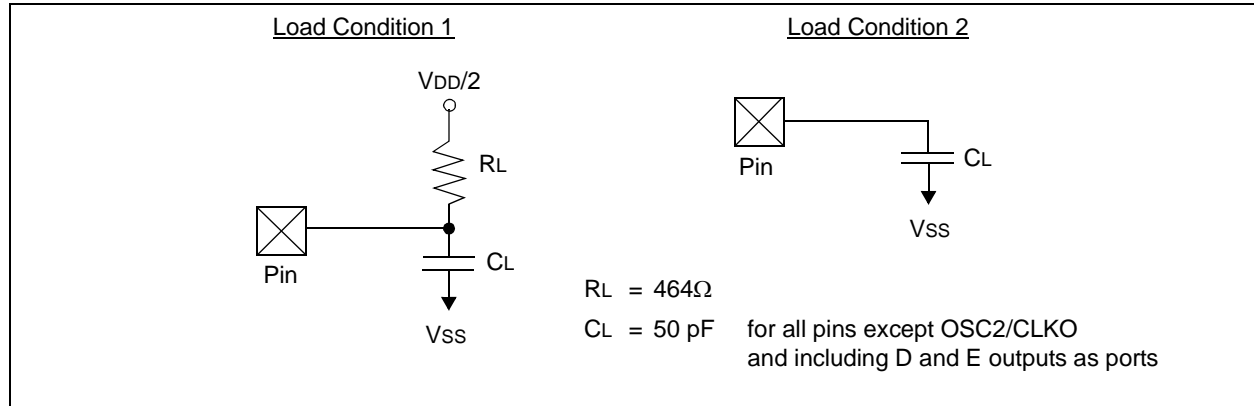 Load Condition 1
VDD/2
RL
Pin
CL
VSS
Load Condition 2
Pin
CL
VSS
RL = 464Ω
CL = 50 pF for all pins except OSC2/CLKO
and including D and E outputs as ports